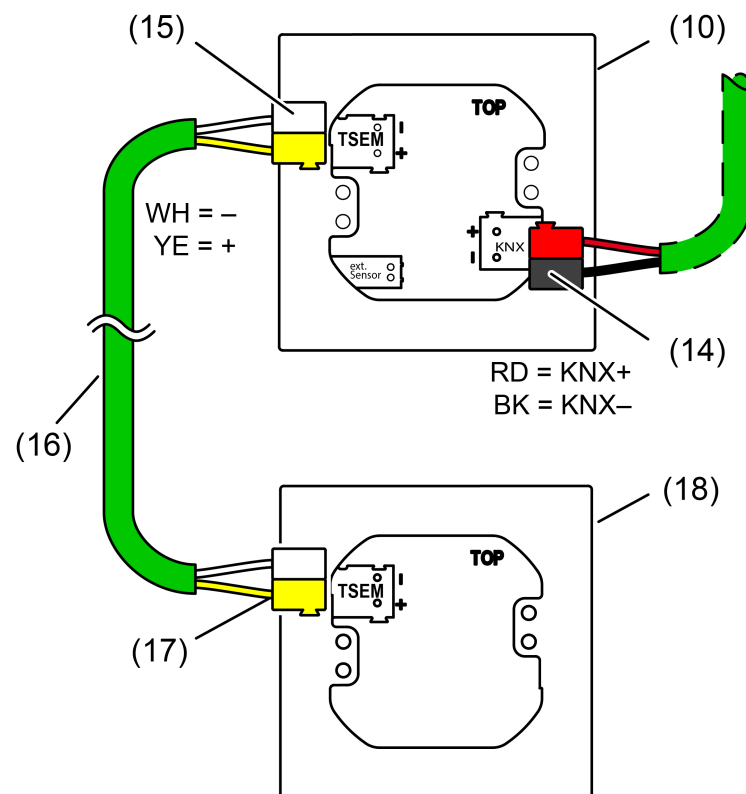 (15)
(10)
TOP
TSEM
–
+
WH = –
YE = +
+
–
KNX
ext.
Sensor
(14)
RD = KNX+
BK = KNX–
(16)
(18)
TOP
TSEM
–
+
(17)